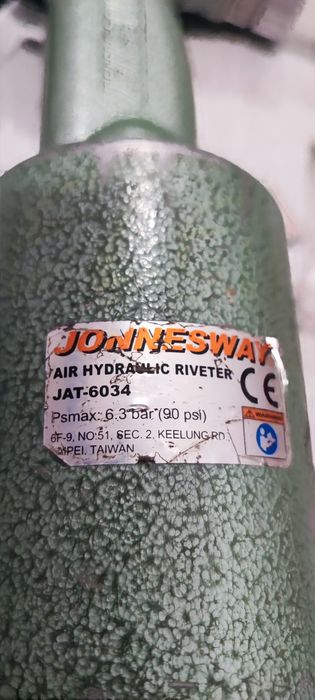 JONNESWAY
AIR HYDRAULIC RIVETER
JAT-6034
CE
Psmax: 6.3 bar (90 psi)
WARNING
6F-9, NO.51, SEC. 2, KEELUNG RD.,
TAIPEI, TAIWAN